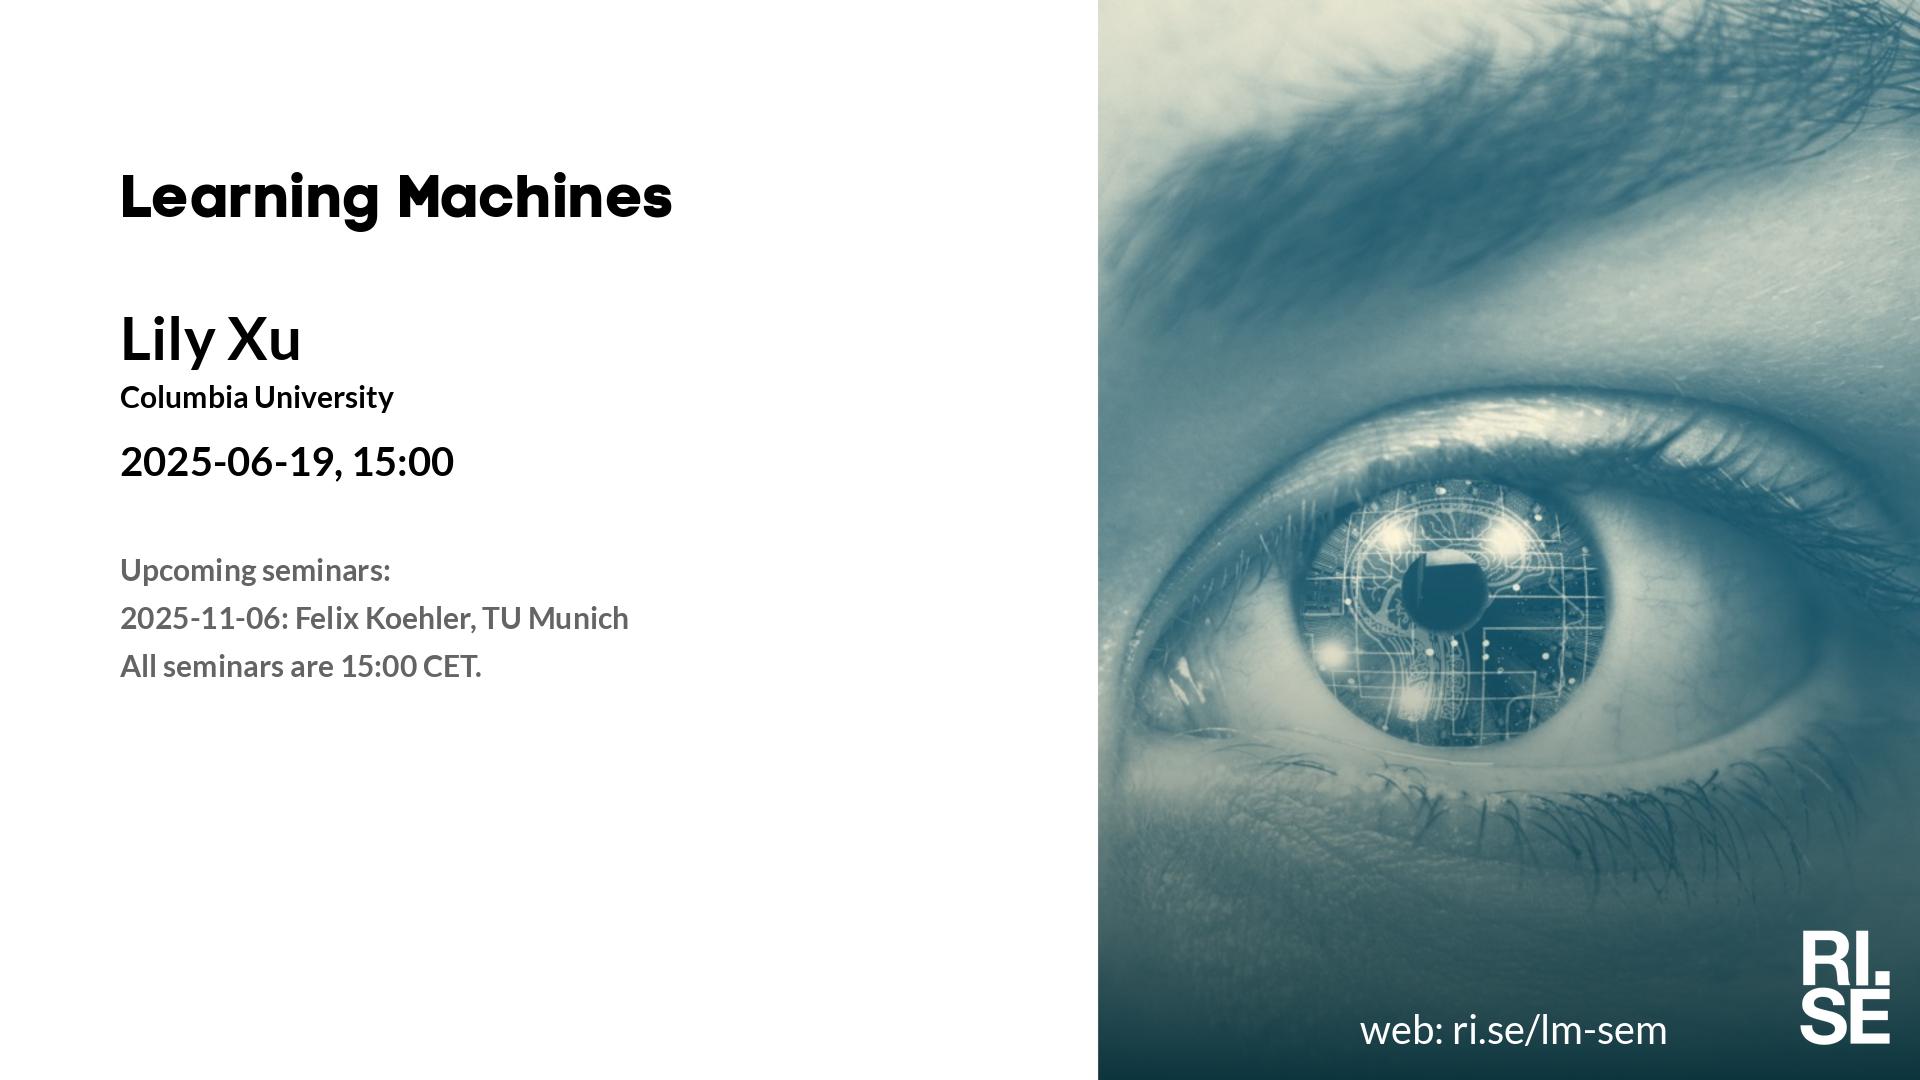 Learning Machines
Lily Xu
Columbia University
2025-06-19, 15:00
Upcoming seminars:
2025-11-06: Felix Koehler, TU Munich
All seminars are 15:00 CET.
web: ri.se/lm-sem
RI.
SE